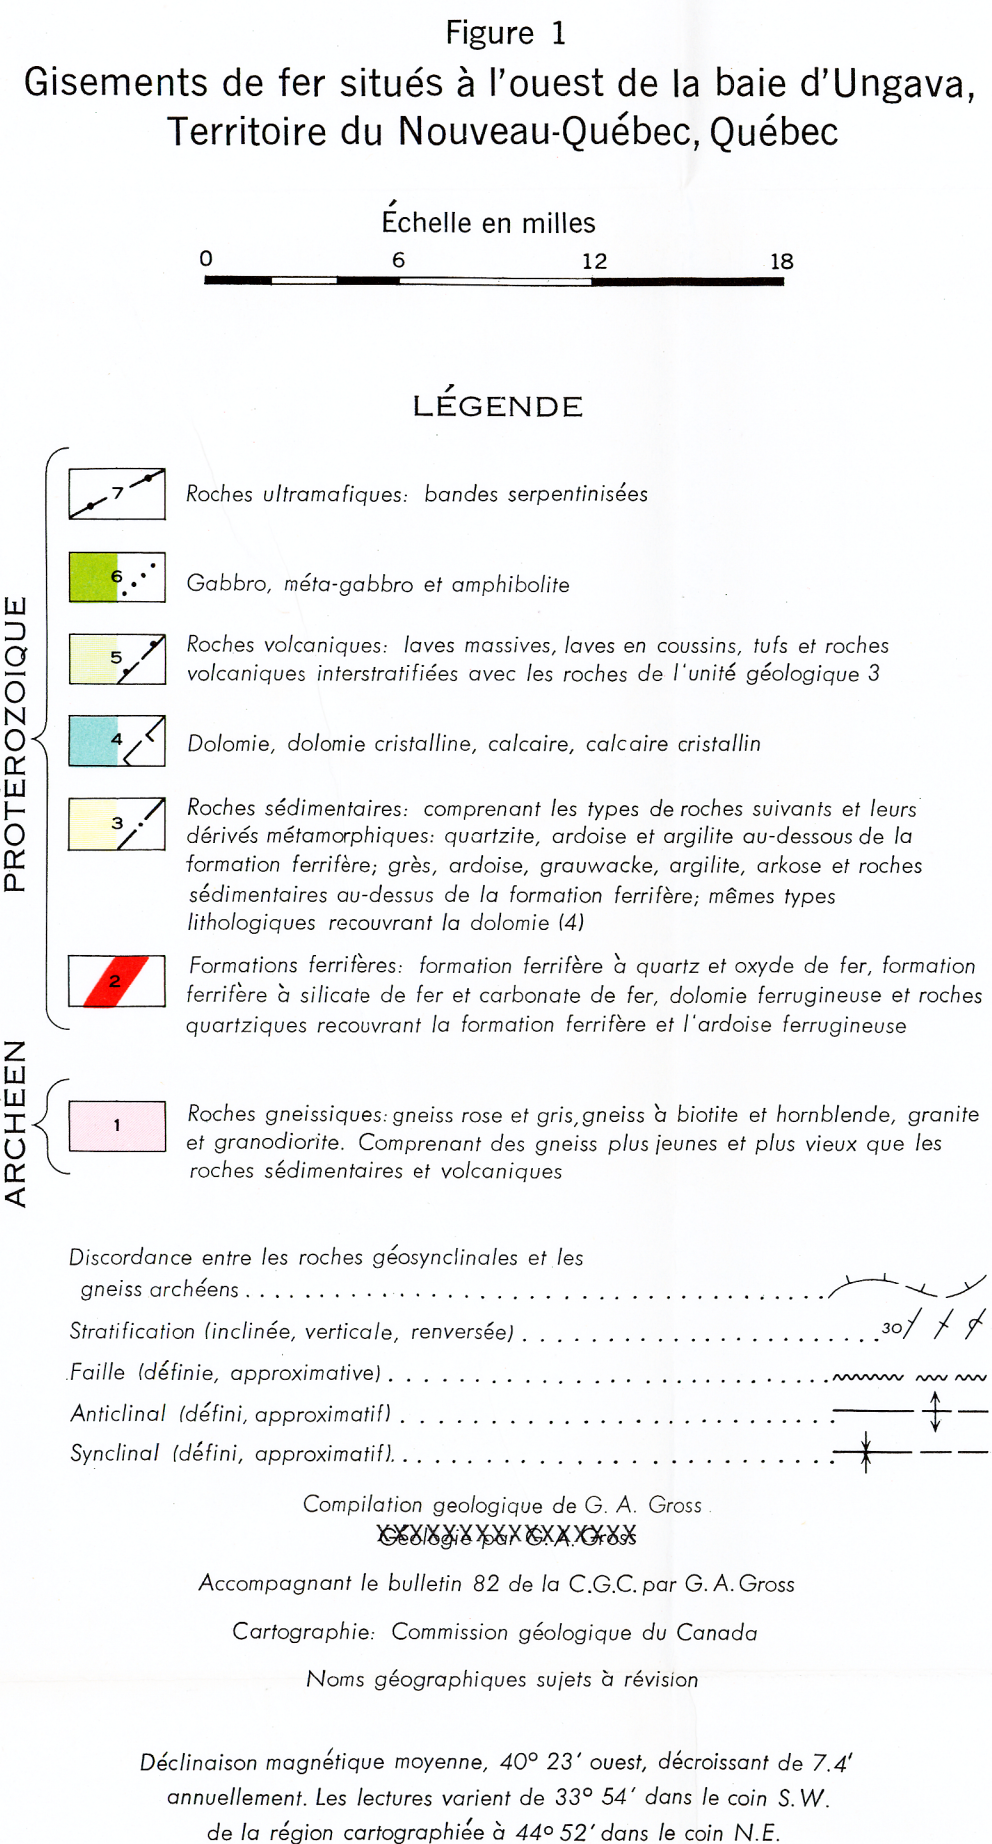 Figure 1
Gisements de fer situés à l'ouest de la baie d'Ungava,
Territoire du Nouveau-Québec, Québec
Échelle en milles
0 6 12 18
LÉGENDE
PROTÉROZOIQUE
7 Roches ultramafiques: bandes serpentinisées
6 Gabbro, méta-gabbro et amphibolite
5 Roches volcaniques: laves massives, laves en coussins, tufs et roches
volcaniques interstratifiées avec les roches de l'unité géologique 3
4 Dolomie, dolomie cristalline, calcaire, calcaire cristallin
3 Roches sédimentaires: comprenant les types de roches suivants et leurs
dérivés métamorphiques: quartzite, ardoise et argilite au-dessous de la
formation ferrifère; grès, ardoise, grauwacke, argilite, arkose et roches
sédimentaires au-dessus de la formation ferrifère; mêmes types
lithologiques recouvrant la dolomie (4)
2 Formations ferrifères: formation ferrifère à quartz et oxyde de fer, formation
ferrifère à silicate de fer et carbonate de fer, dolomie ferrugineuse et roches
quartziques recouvrant la formation ferrifère et l'ardoise ferrugineuse
ARCHÉEN
1 Roches gneissiques: gneiss rose et gris, gneiss à biotite et hornblende, granite
et granodiorite. Comprenant des gneiss plus jeunes et plus vieux que les
roches sédimentaires et volcaniques
Discordance entre les roches géosynclinales et les
gneiss archéens
Stratification (inclinée, verticale, renversée) 30
Faille (définie, approximative)
Anticlinal (défini, approximatif)
Synclinal (défini, approximatif)
Compilation geologique de G. A. Gross
Géologie par G. A. Gross
Accompagnant le bulletin 82 de la C.G.C. par G. A. Gross
Cartographie: Commission géologique du Canada
Noms géographiques sujets à révision
Déclinaison magnétique moyenne, 40° 23' ouest, décroissant de 7.4'
annuellement. Les lectures varient de 33° 54' dans le coin S.W.
de la région cartographiée à 44° 52' dans le coin N.E.